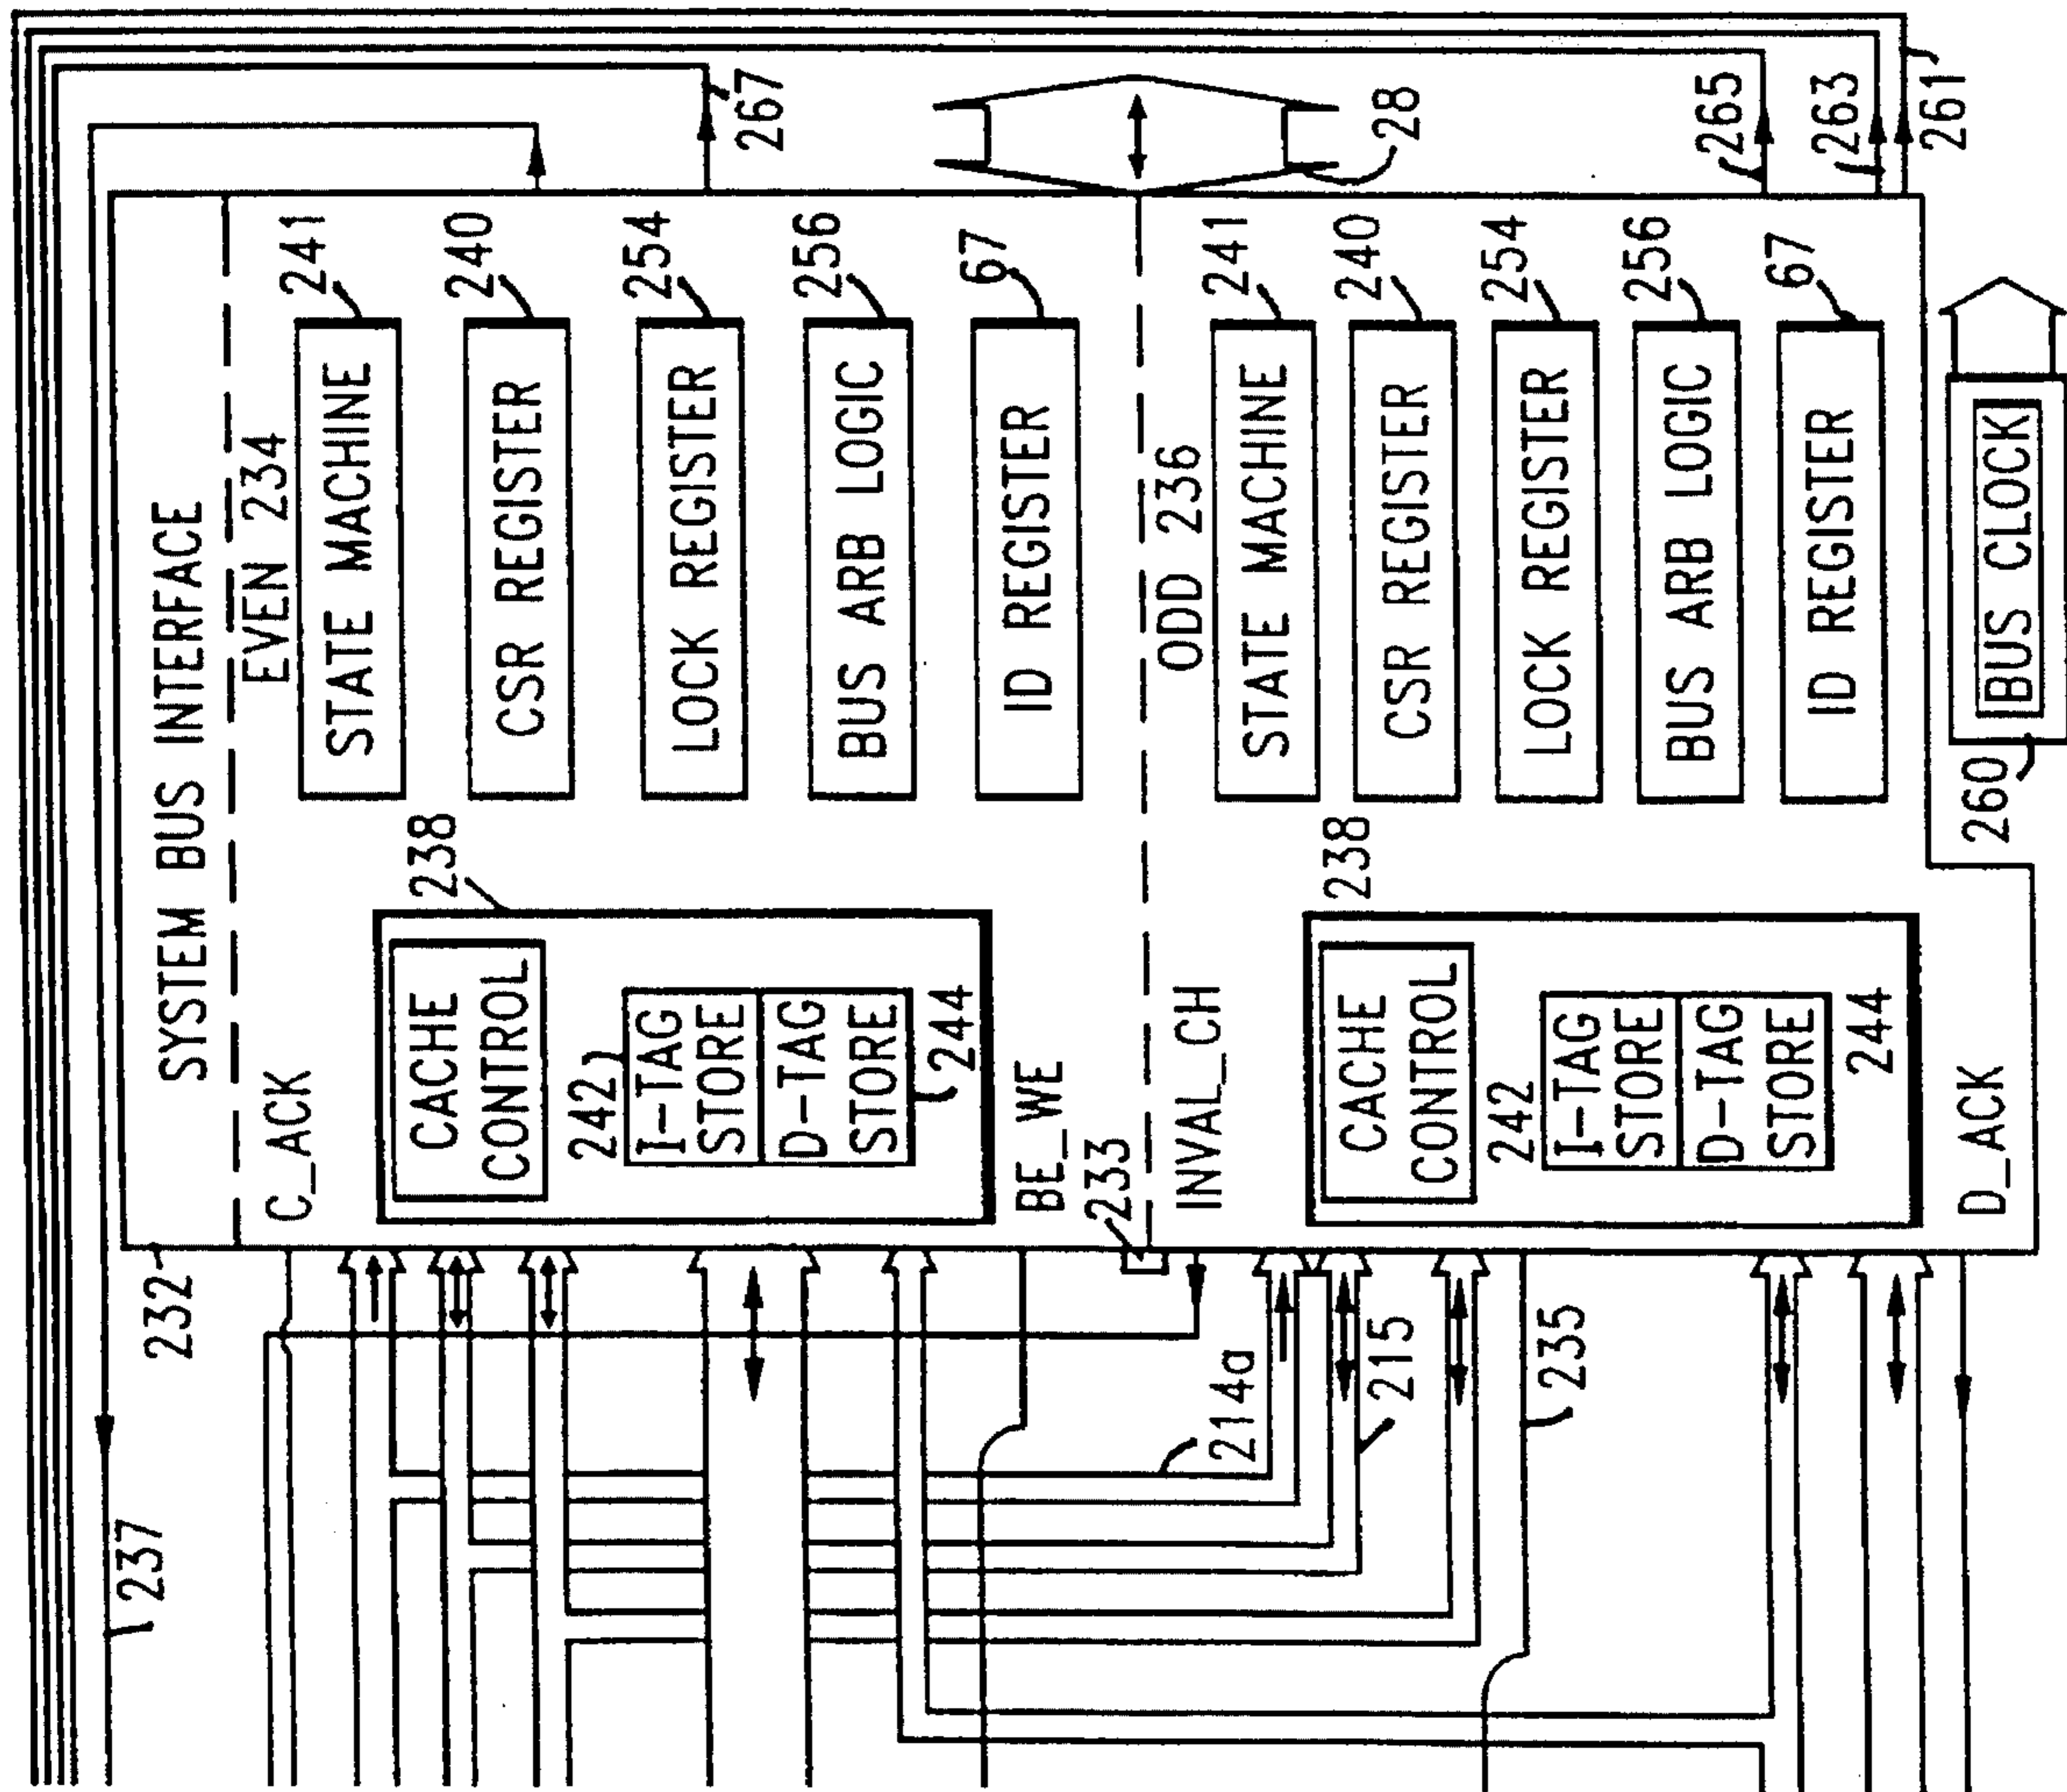 SYSTEM BUS INTERFACE
EVEN 234
STATE MACHINE
241
CSR REGISTER
240
LOCK REGISTER
254
BUS ARB LOGIC
256
ID REGISTER
67
C_ACK
238
CACHE
CONTROL
242
I-TAG
STORE
D-TAG
STORE
244
BE_WE
233
ODD 236
STATE MACHINE
241
CSR REGISTER
240
LOCK REGISTER
254
BUS ARB LOGIC
256
ID REGISTER
67
INVAL_CH
238
CACHE
CONTROL
242
I-TAG
STORE
D-TAG
STORE
244
D_ACK
BUS CLOCK
260
237
232
214a
215
235
267
28
265
263
261